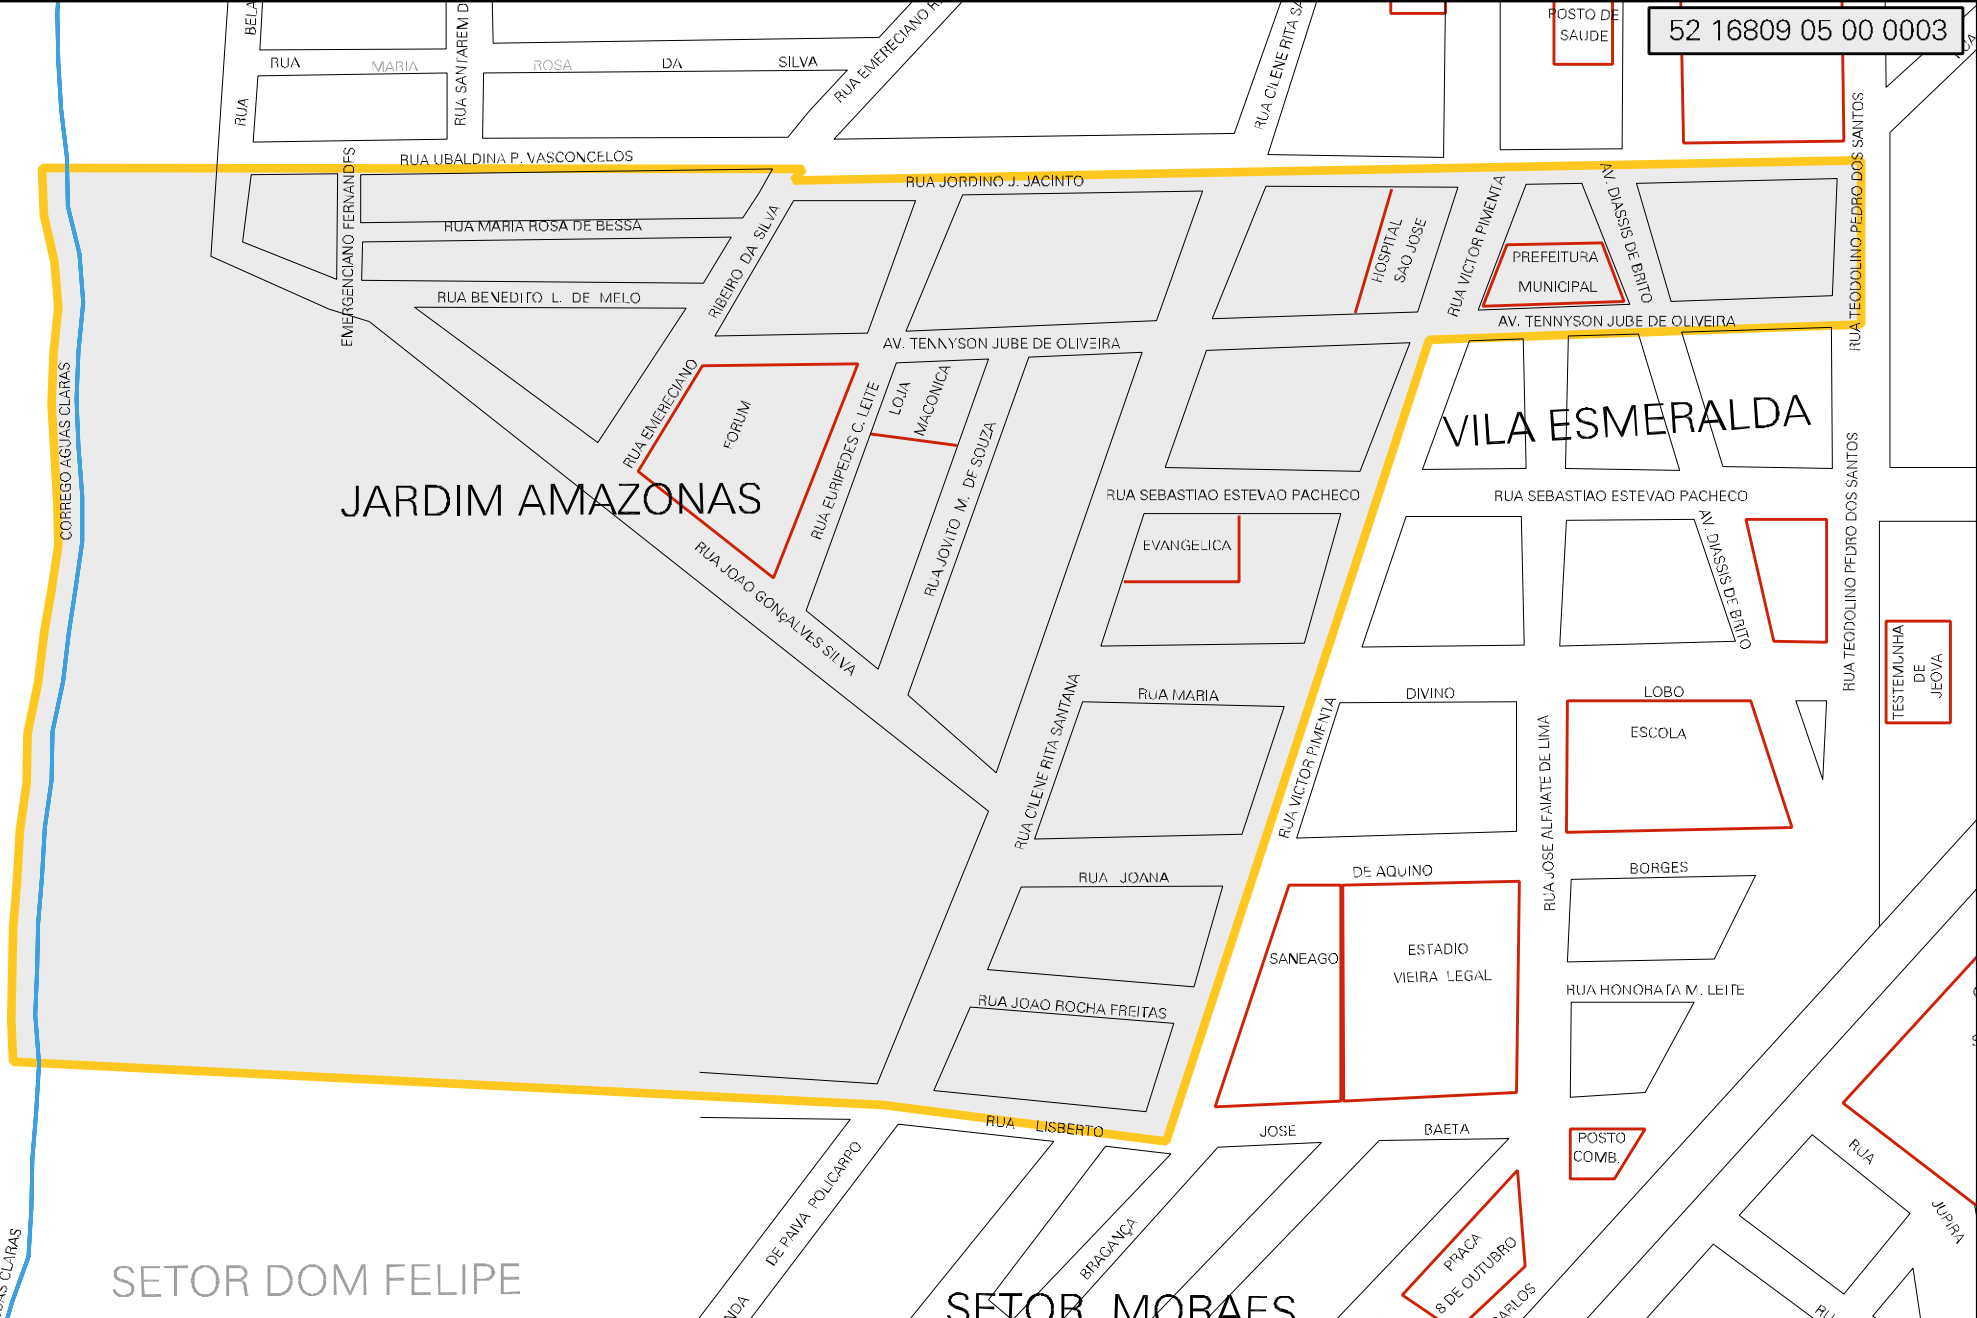 BELA
POSTO DE
SAUDE
52 16809 05 00 0003
RUA MARIA ROSA DA SILVA
RUA
RUA SANTAREM D
RUA EMERECIANO R
RUA CILENE RITA SA
RUA
RUA TEODOLINO PEDRO DOS SANTOS
RUA UBALDINA P. VASCONCELOS
RUA JORDINO J. JACINTO
EMERGENCIANO FERNANDES
RUA MARIA ROSA DE BESSA
RIBEIRO DA SILVA
HOSPITAL
SAO JOSE
RUA VICTOR PIMENTA
AV. DIASSIS DE BRITO
PREFEITURA
MUNICIPAL
RUA BENEDITO L. DE MELO
AV. TENNYSON JUBE DE OLIVEIRA
AV. TENNYSON JUBE DE OLIVEIRA
CORREGO AGUAS CLARAS
RUA EMERECIANO
FORUM
RUA EURIPEDES C. LEITE
LOJA
MACONICA
RUA JOVITO M. DE SOUZA
VILA ESMERALDA
JARDIM AMAZONAS
RUA SEBASTIAO ESTEVAO PACHECO
RUA SEBASTIAO ESTEVAO PACHECO
RUA TEODOLINO PEDRO DOS SANTOS
EVANGELICA
AV. DIASSIS DE BRITO
RUA JOAO GONÇALVES SILVA
TESTEMUNHA
DE
JEOVA
RUA MARIA DIVINO LOBO
RUA CILENE RITA SANTANA
RUA VICTOR PIMENTA
RUA JOSE ALFAIATE DE LIMA
ESCOLA
RUA JOANA DE AQUINO BORGES
SANEAGO
ESTADIO
VIEIRA LEGAL
RUA HONORATA M. LEITE
RUA JOAO ROCHA FREITAS
RUA LISBERTO JOSE BAETA
POSTO
COMB.
RUA
JUPIRA
DE PAIVA POLICARPO
BRAGANÇA
PRACA
8 DE OUTUBRO
SETOR DOM FELIPE
SETOR MORAES
CLARAS
NDA
CARLOS
RU